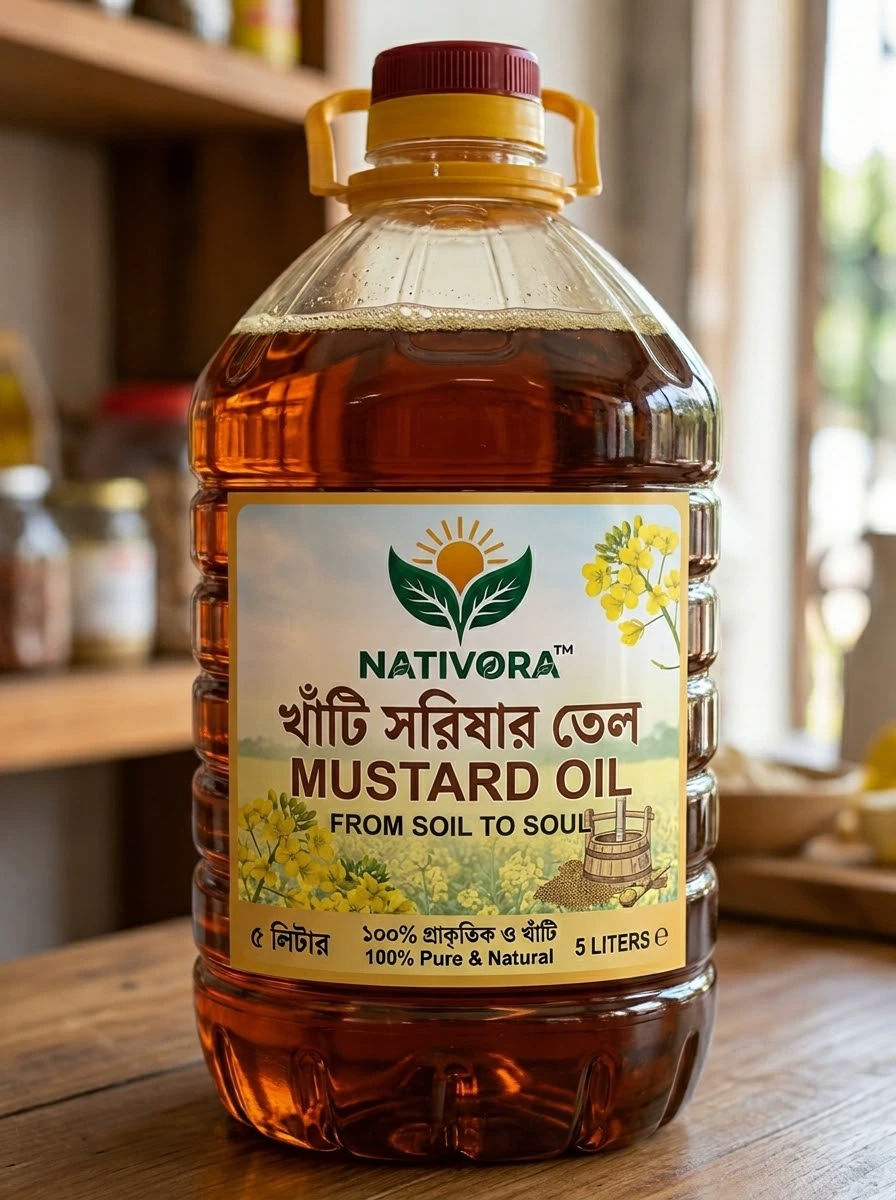 NATIVORA™
খাঁটি সরিষার তেল
MUSTARD OIL
FROM SOIL TO SOUL
৫ লিটার
১০০% প্রাকৃতিক ও খাঁটি
100% Pure & Natural
5 LITERS ℮